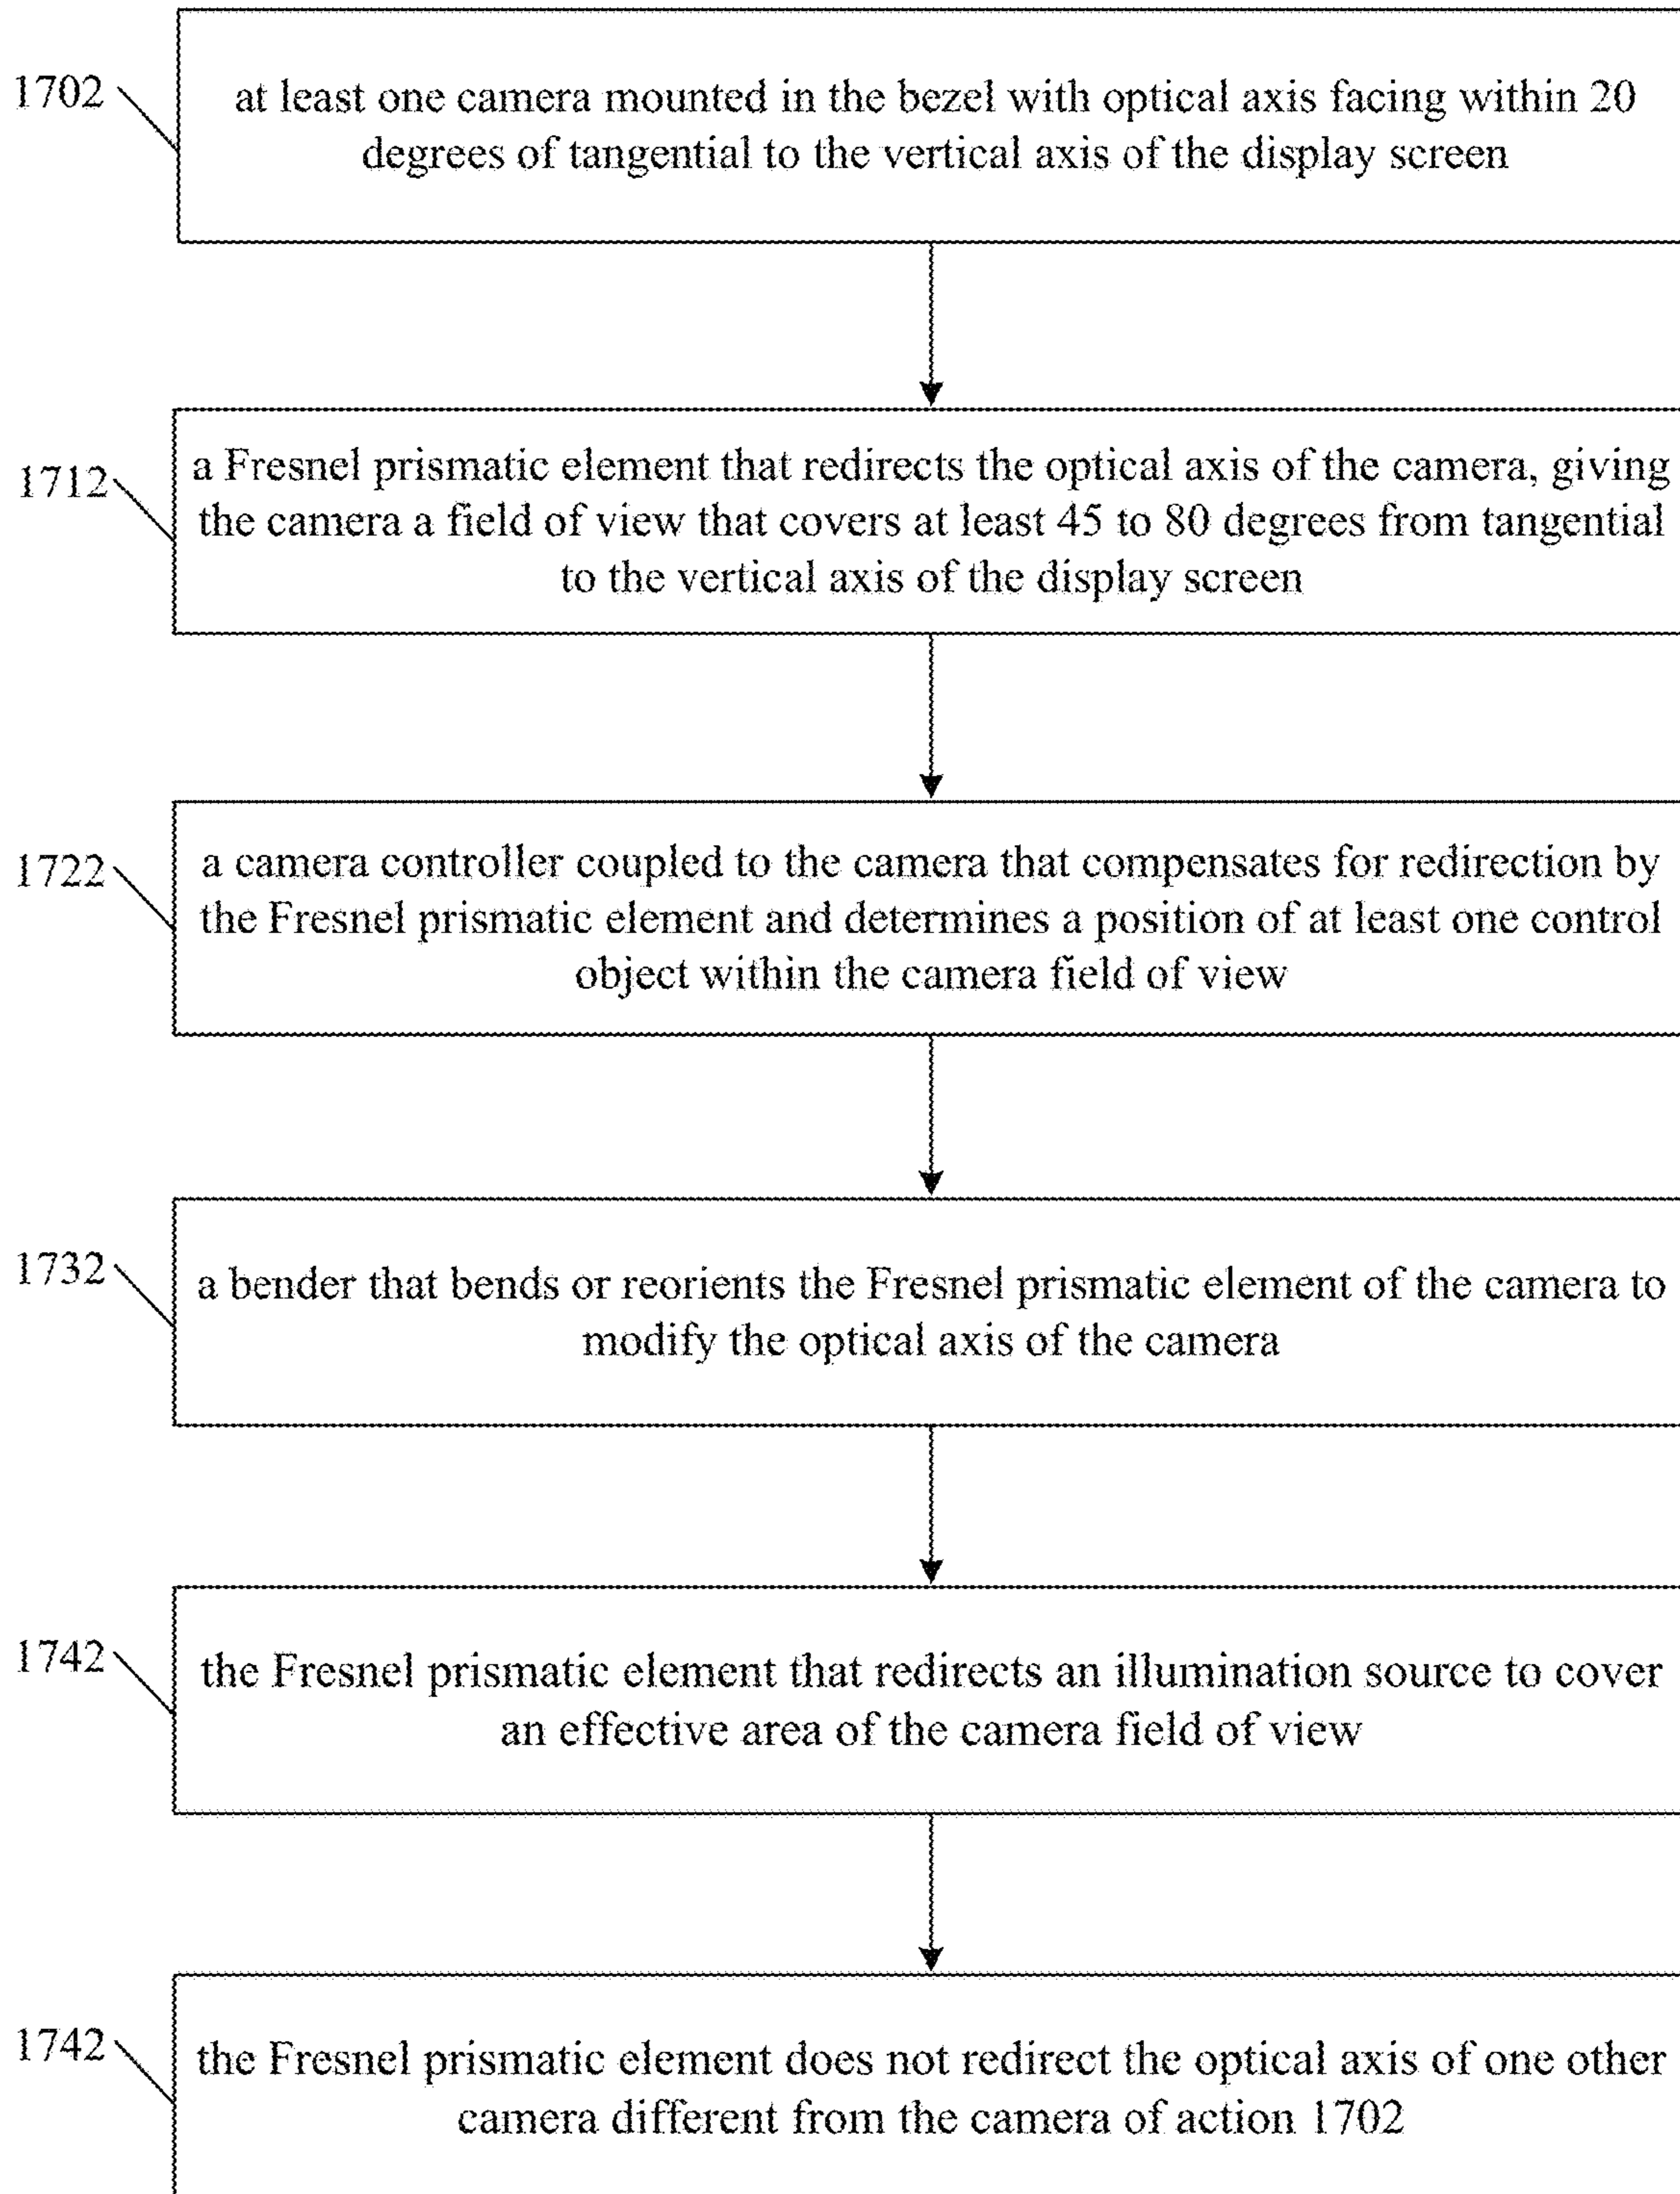 1702
at least one camera mounted in the bezel with optical axis facing within 20
degrees of tangential to the vertical axis of the display screen
1712
a Fresnel prismatic element that redirects the optical axis of the camera, giving
the camera a field of view that covers at least 45 to 80 degrees from tangential
to the vertical axis of the display screen
1722
a camera controller coupled to the camera that compensates for redirection by
the Fresnel prismatic element and determines a position of at least one control
object within the camera field of view
1732
a bender that bends or reorients the Fresnel prismatic element of the camera to
modify the optical axis of the camera
1742
the Fresnel prismatic element that redirects an illumination source to cover
an effective area of the camera field of view
1742
the Fresnel prismatic element does not redirect the optical axis of one other
camera different from the camera of action 1702